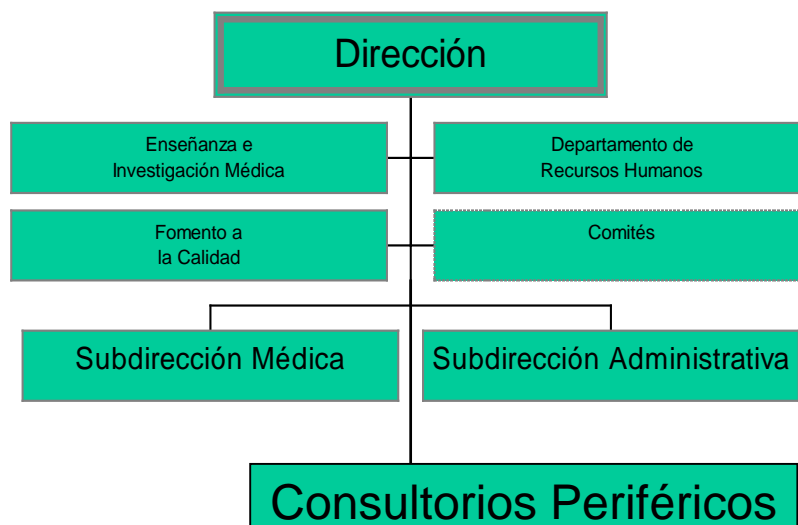 Dirección
Enseñanza e
Investigación Médica
Departamento de
Recursos Humanos
Fomento a
la Calidad
Comités
Subdirección Médica
Subdirección Administrativa
Consultorios Periféricos